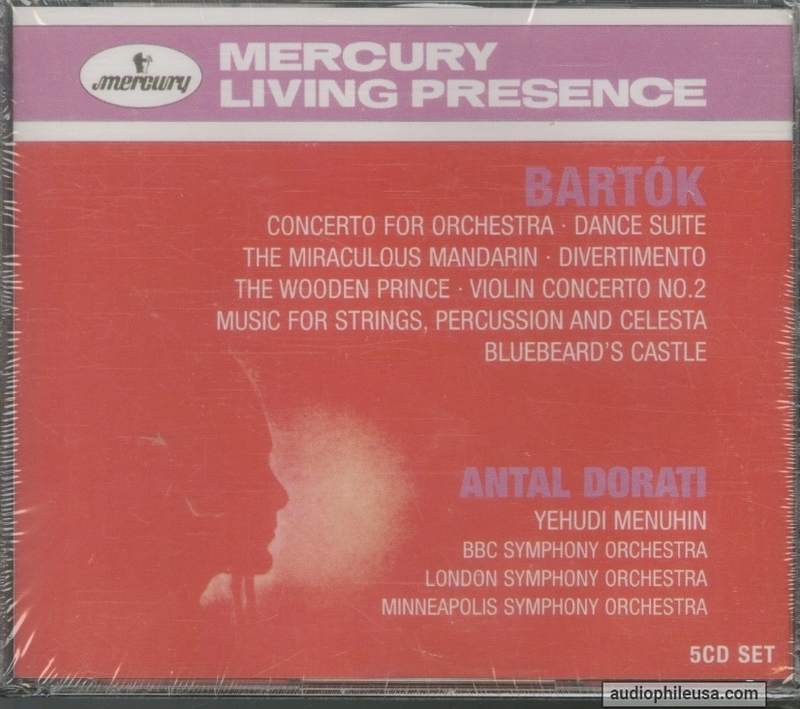 mercury
MERCURY
LIVING PRESENCE
BARTÓK
CONCERTO FOR ORCHESTRA · DANCE SUITE
THE MIRACULOUS MANDARIN · DIVERTIMENTO
THE WOODEN PRINCE · VIOLIN CONCERTO NO.2
MUSIC FOR STRINGS, PERCUSSION AND CELESTA
BLUEBEARD'S CASTLE
ANTAL DORATI
YEHUDI MENUHIN
BBC SYMPHONY ORCHESTRA
LONDON SYMPHONY ORCHESTRA
MINNEAPOLIS SYMPHONY ORCHESTRA
5CD SET
audiophileusa.com